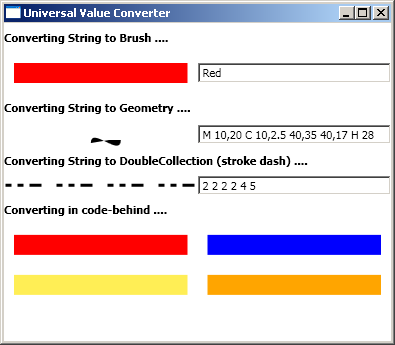 Universal Value Converter
Converting String to Brush ....
Red
Converting String to Geometry ....
M 10,20 C 10,2.5 40,35 40,17 H 28
Converting String to DoubleCollection (stroke dash) ....
2 2 2 2 4 5
Converting in code-behind ....